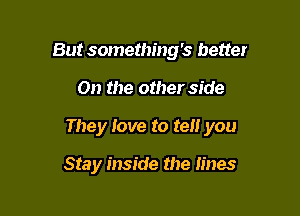 But something's better
On the other side
They love to tell you
Stay inside the lines